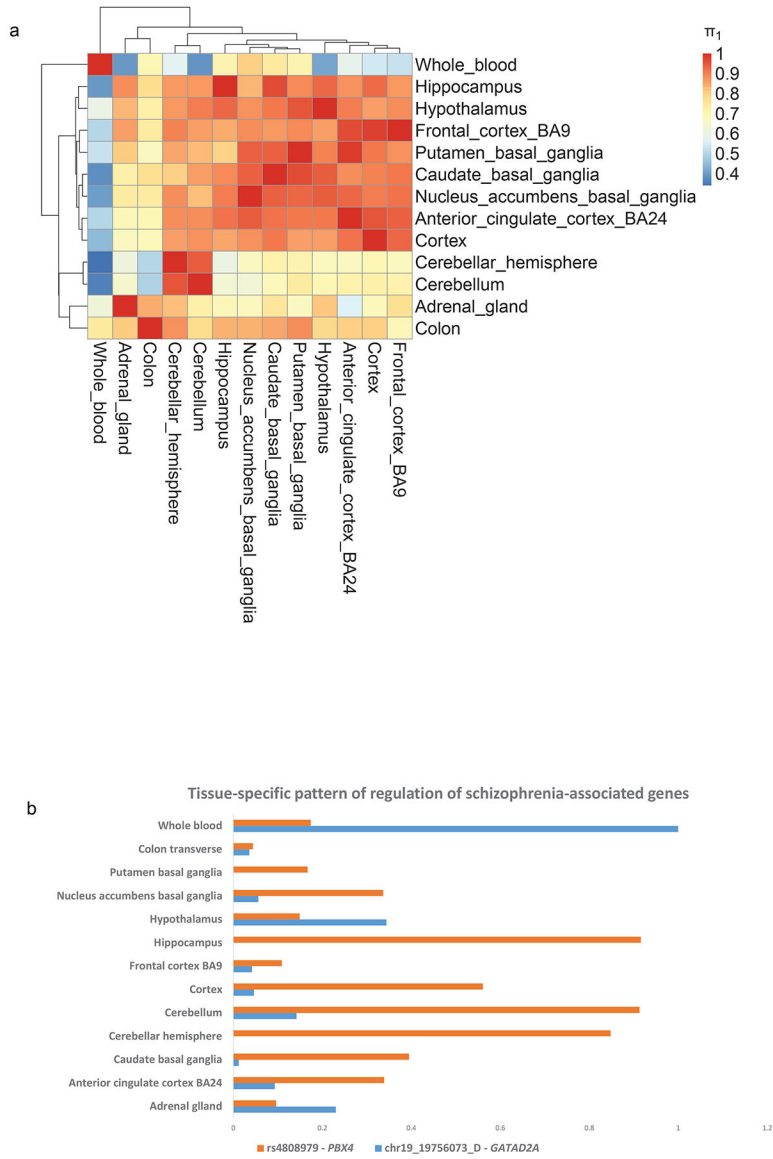 a
π1
1
0.9
0.8
0.7
0.6
0.5
0.4
Whole_blood
Hippocampus
Hypothalamus
Frontal_cortex_BA9
Putamen_basal_ganglia
Caudate_basal_ganglia
Nucleus_accumbens_basal_ganglia
Anterior_cingulate_cortex_BA24
Cortex
Cerebellar_hemisphere
Cerebellum
Adrenal_gland
Colon
Whole_blood
Adrenal_gland
Colon
Cerebellar_hemisphere
Cerebellum
Hippocampus
Nucleus_accumbens_basal_ganglia
Caudate_basal_ganglia
Putamen_basal_ganglia
Hypothalamus
Anterior_cingulate_cortex_BA24
Cortex
Frontal_cortex_BA9
b
Tissue-specific pattern of regulation of schizophrenia-associated genes
Whole blood
Colon transverse
Putamen basal ganglia
Nucleus accumbens basal ganglia
Hypothalamus
Hippocampus
Frontal cortex BA9
Cortex
Cerebellum
Cerebellar hemisphere
Caudate basal ganglia
Anterior cingulate cortex BA24
Adrenal glland
0 0.2 0.4 0.6 0.8 1 1.2
rs4808979 - PBX4 chr19_19756073_D - GATAD2A